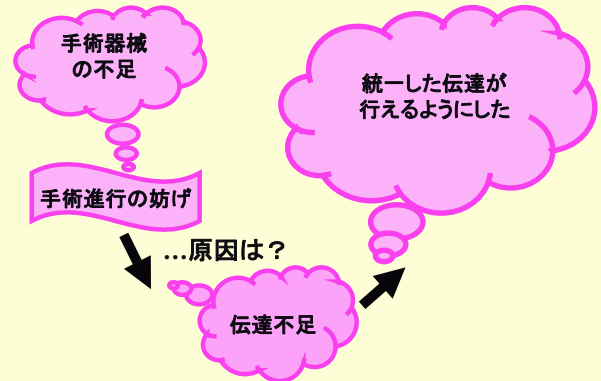 手術器械
の不足
手術進行の妨げ
…原因は？
伝達不足
統一した伝達が
行えるようにした